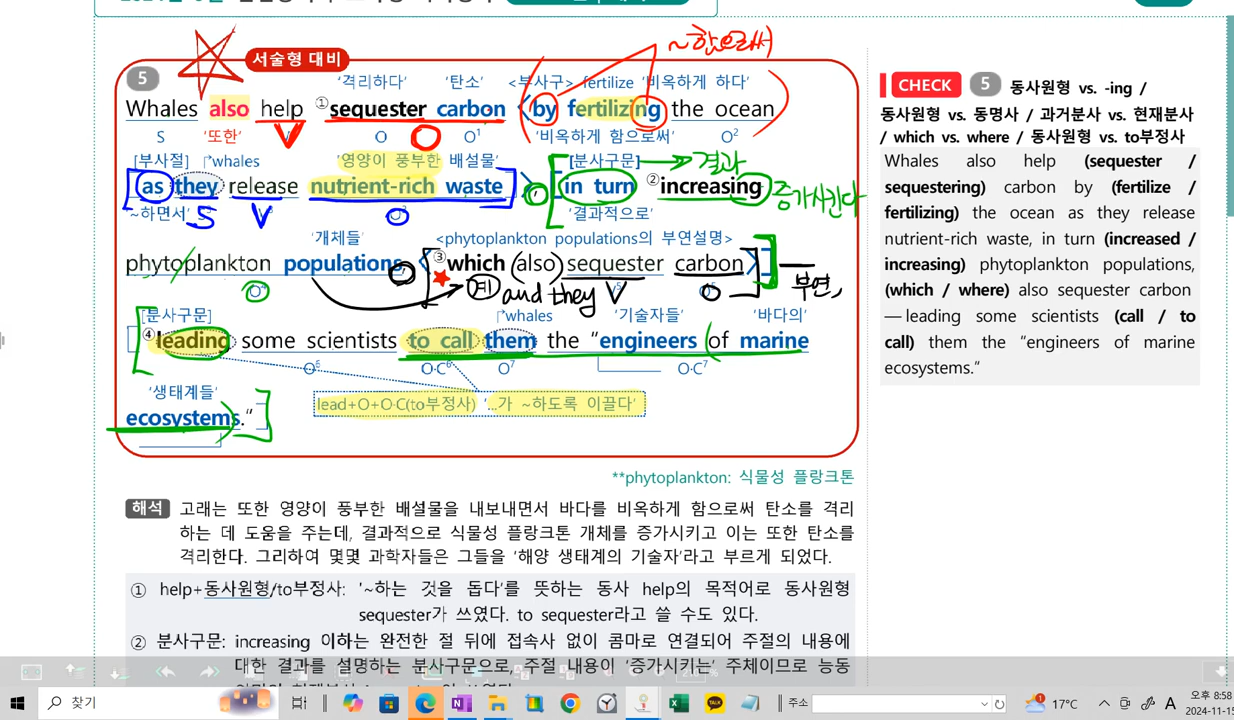 서술형 대비
~함으로써
5
'격리하다' '탄소' <부사구> fertilize '비옥하게 하다'
Whales also help ①sequester carbon <by fertilizing the ocean
S '또한' V O O¹ '비옥하게 함으로써' O²
[부사절] whales '영양이 풍부한 배설물' [분사구문] → 결과
[as they release nutrient-rich waste], [in turn ②increasing 증가시킨다
~하면서' S V O³ '결과적으로'
'개체들' <phytoplankton populations의 부연설명>
phytoplankton populations, <③which (also) sequester carbon>]
O⁴ 계 and they V O 부연,
[분사구문] whales '기술자들' '바다의'
[④leading some scientists to call them the "engineers (of marine
O⁶ O·C⁶ O⁷ O·C⁷
'생태계들' lead+O+O·C(to부정사) '...가 ~하도록 이끌다'
ecosystems."]
**phytoplankton: 식물성 플랑크톤
해석 고래는 또한 영양이 풍부한 배설물을 내보내면서 바다를 비옥하게 함으로써 탄소를 격리
하는 데 도움을 주는데, 결과적으로 식물성 플랑크톤 개체를 증가시키고 이는 또한 탄소를
격리한다. 그리하여 몇몇 과학자들은 그들을 '해양 생태계의 기술자'라고 부르게 되었다.
① help+동사원형/to부정사: '~하는 것을 돕다'를 뜻하는 동사 help의 목적어로 동사원형
sequester가 쓰였다. to sequester라고 쓸 수도 있다.
② 분사구문: increasing 이하는 완전한 절 뒤에 접속사 없이 콤마로 연결되어 주절의 내용에
대한 결과를 설명하는 분사구문으로, 주절 내용이 '증가시키는', 주체이므로 능동
CHECK 5 동사원형 vs. -ing /
동사원형 vs. 동명사 / 과거분사 vs. 현재분사
/ which vs. where / 동사원형 vs. to부정사
Whales also help (sequester /
sequestering) carbon by (fertilize /
fertilizing) the ocean as they release
nutrient-rich waste, in turn (increased /
increasing) phytoplankton populations,
(which / where) also sequester carbon
—leading some scientists (call / to
call) them the "engineers of marine
ecosystems."
찾기
주소
17°C
A
오후 8:58
2024-11-15